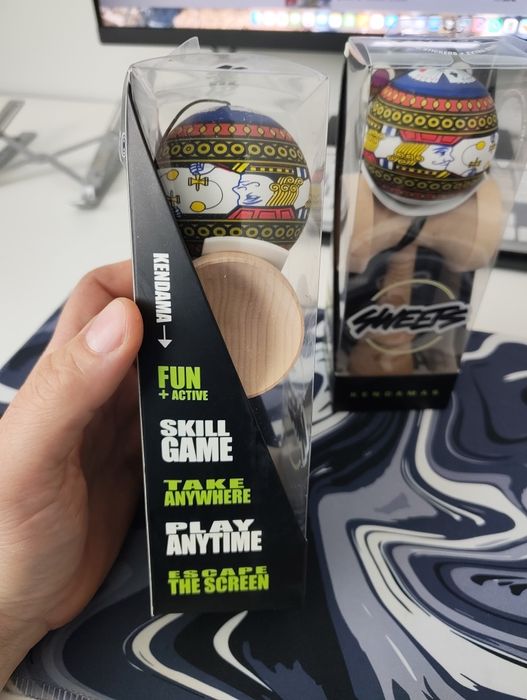 KENDAMA
FUN
+ ACTIVE
SKILL
GAME
TAKE
ANYWHERE
PLAY
ANYTIME
ESCAPE
THE SCREEN
SWEETS
KENDAMAS